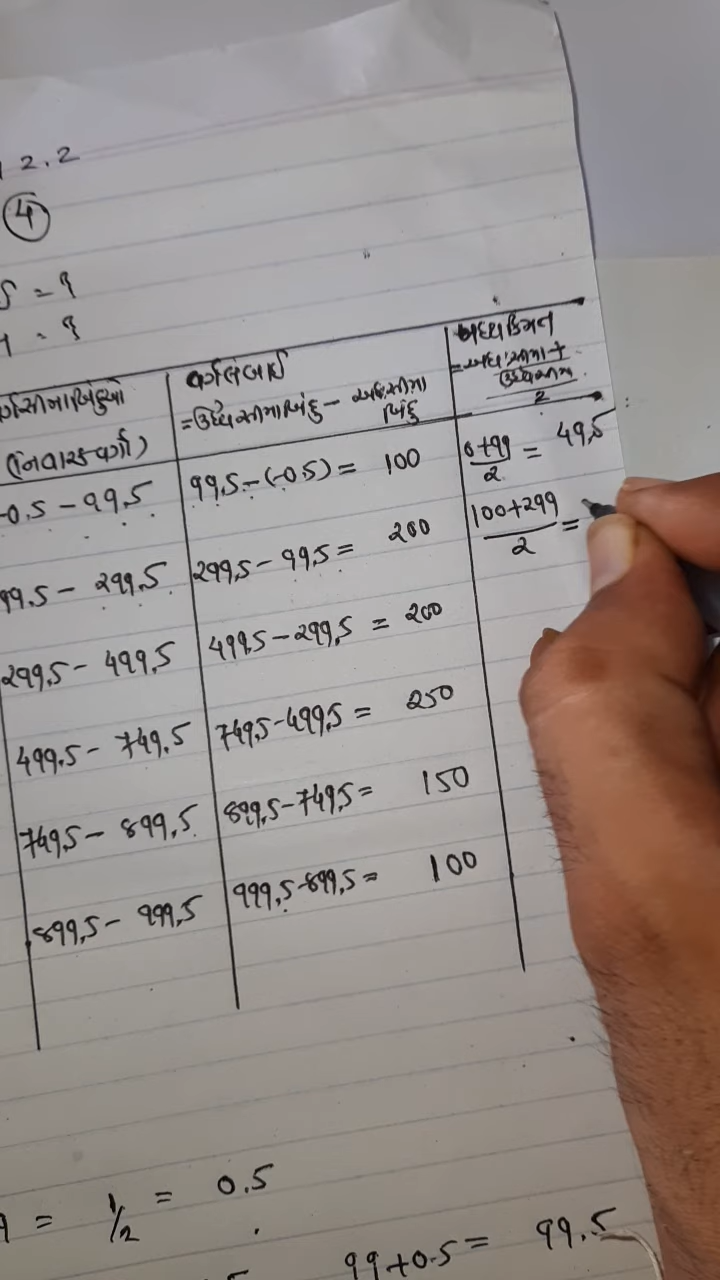 2.2
4
= ?
= ?
વર્ગલંબાઈ
= ઉર્ધ્વસીમાબિંદુ - અધઃસીમા
બિંદુ
મધ્યકિંમત
= અધઃસીમા +
ઉર્ધ્વસીમા
2
(નિવારક વર્ગો)
-0.5 - 99.5 99.5 - (-0.5) = 100 0+99/2 = 49.5
99.5 - 299.5 299.5 - 99.5 = 200 100+299/2 =
299.5 - 499.5 499.5 - 299.5 = 200
499.5 - 749.5 749.5 - 499.5 = 250
749.5 - 899.5 899.5 - 749.5 = 150
899.5 - 999.5 999.5 - 899.5 = 100
= 1/2 = 0.5
99 + 0.5 = 99.5